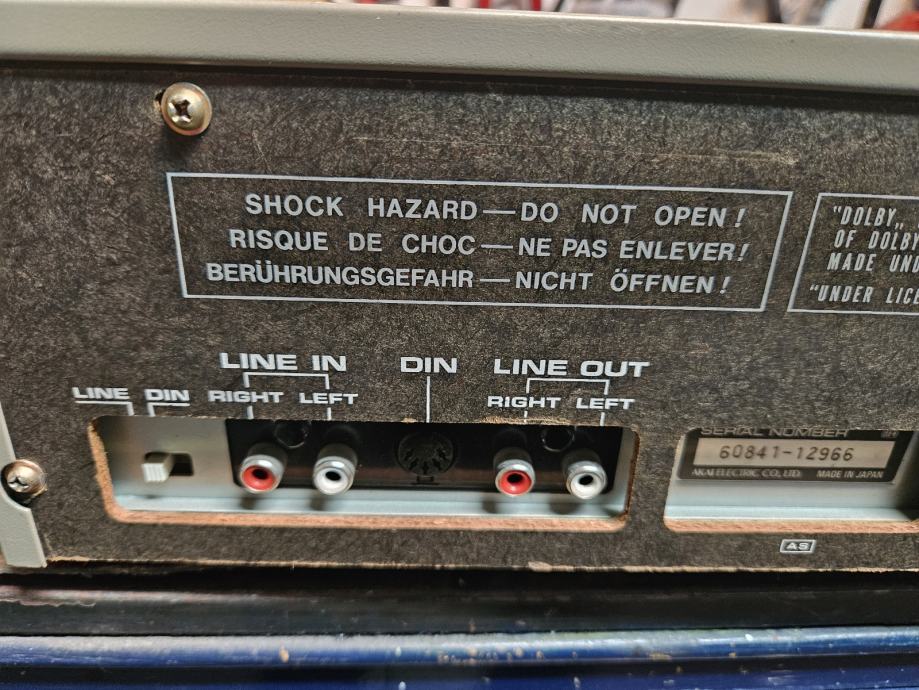 SHOCK HAZARD—DO NOT OPEN!
RISQUE DE CHOC—NE PAS ENLEVER!
BERÜHRUNGSGEFAHR—NICHT ÖFFNEN!
"DOLBY,,
OF DOLBY
MADE
"UNDER
LINE IN DIN LINE OUT
LINE DIN RIGHT LEFT RIGHT LEFT
SERIAL NUMBER
60841-12966
AKAI ELECTRIC CO., LTD. MADE IN JAPAN
AS